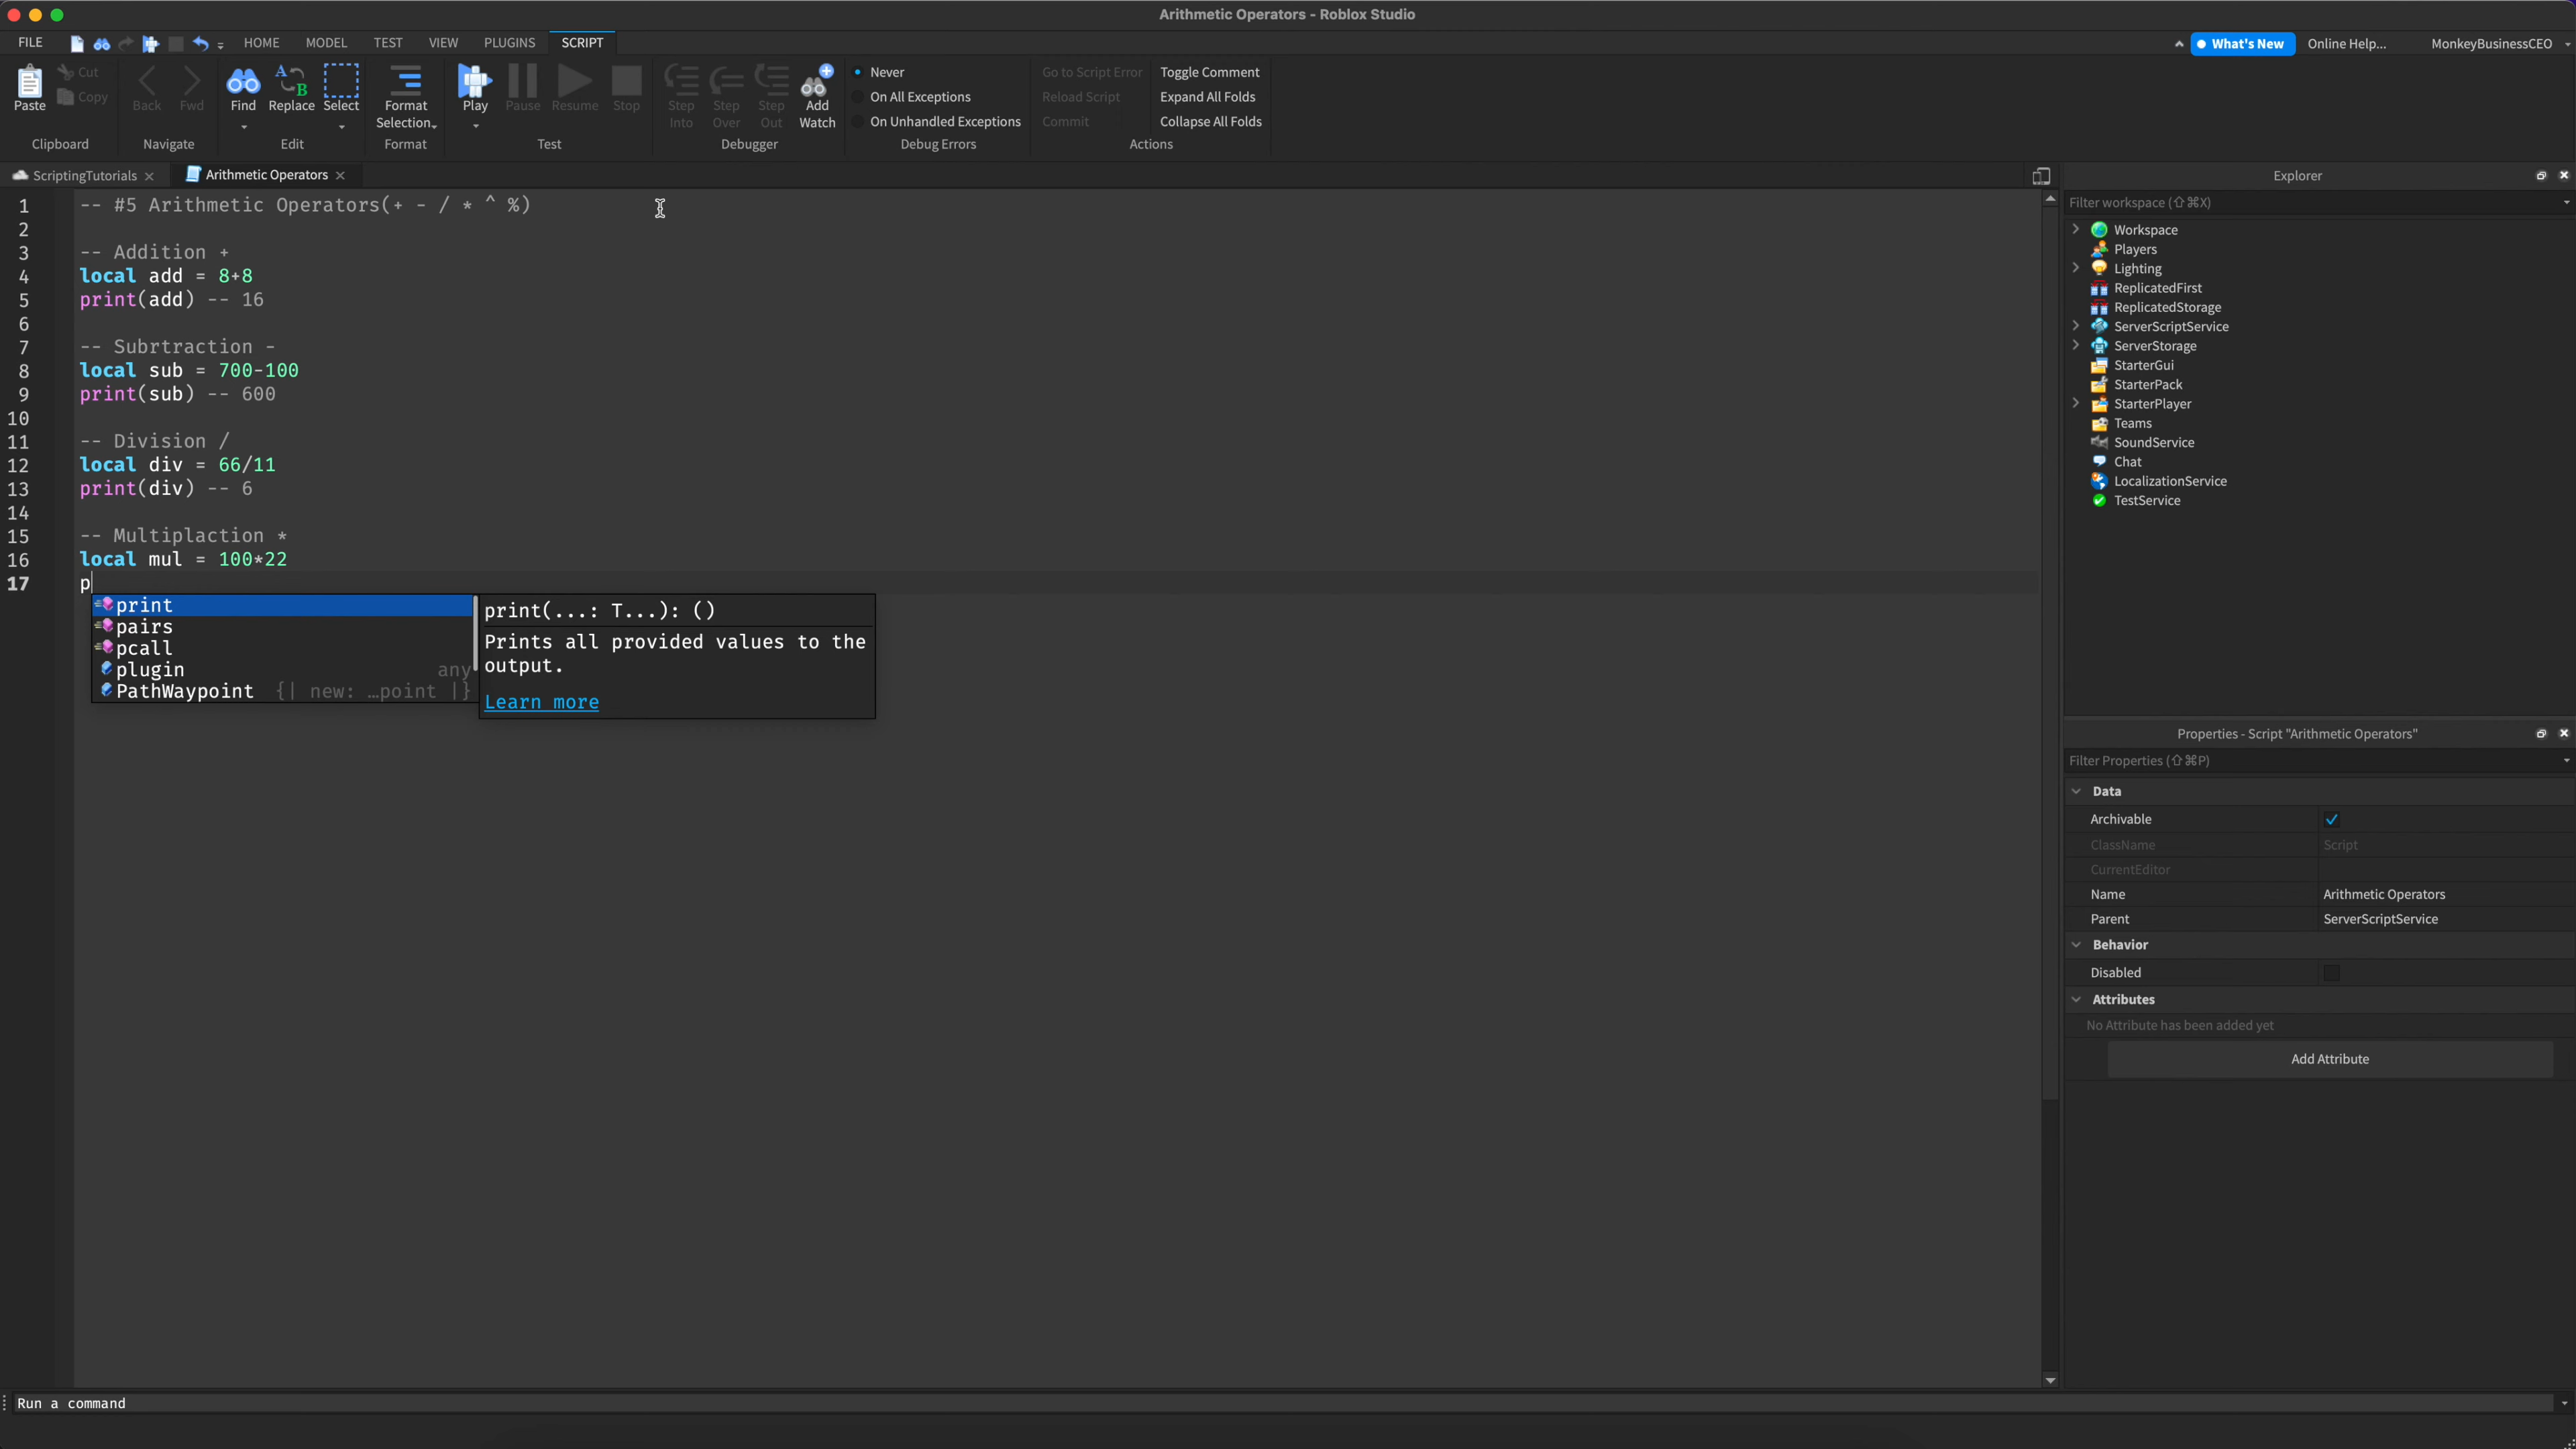 Arithmetic Operators - Roblox Studio
FILE HOME MODEL TEST VIEW PLUGINS SCRIPT What's New Online Help... MonkeyBusinessCEO
Paste Cut Copy
Clipboard
Back Fwd
Navigate
Find Replace Select
Edit
Format Selection
Format
Play Pause Resume Stop
Test
Step Into Step Over Step Out Add Watch
Debugger
Never
On All Exceptions
On Unhandled Exceptions
Debug Errors
Go to Script Error Toggle Comment
Reload Script Expand All Folds
Commit Collapse All Folds
Actions
ScriptingTutorials Arithmetic Operators
1 -- #5 Arithmetic Operators(+ - / * ^ %)
2
3 -- Addition +
4 local add = 8+8
5 print(add) -- 16
6
7 -- Subrtraction -
8 local sub = 700-100
9 print(sub) -- 600
10
11 -- Division /
12 local div = 66/11
13 print(div) -- 6
14
15 -- Multiplaction *
16 local mul = 100*22
17 p
print
pairs
pcall
plugin any
PathWaypoint {| new: …point |}
print(...: T...): ()
Prints all provided values to the
output.
Learn more
Explorer
Filter workspace (⇧⌘X)
Workspace
Players
Lighting
ReplicatedFirst
ReplicatedStorage
ServerScriptService
ServerStorage
StarterGui
StarterPack
StarterPlayer
Teams
SoundService
Chat
LocalizationService
TestService
Properties - Script "Arithmetic Operators"
Filter Properties (⇧⌘P)
Data
Archivable
ClassName Script
CurrentEditor
Name Arithmetic Operators
Parent ServerScriptService
Behavior
Disabled
Attributes
No Attribute has been added yet
Add Attribute
Run a command